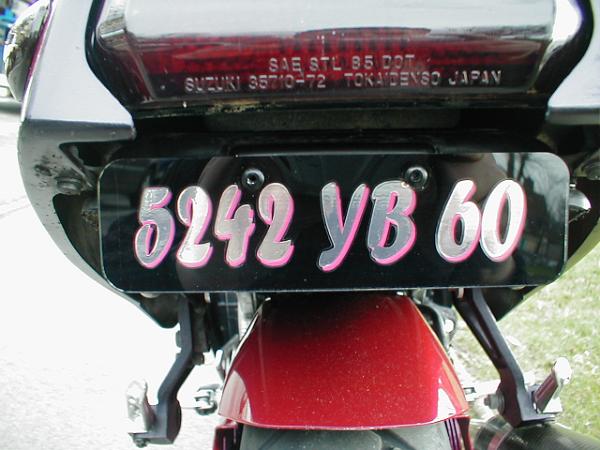 SAE STL 85 DOT
SUZUKI 35710-72 TOKAIDENSO JAPAN
5242 YB 60